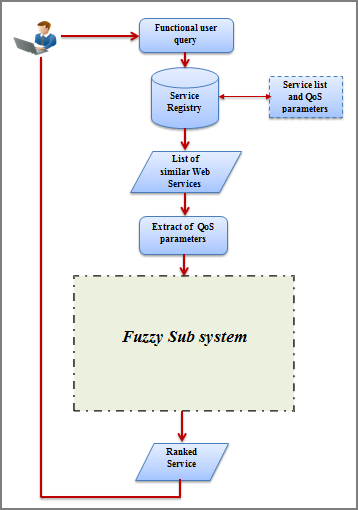 Functional user
query
Service
Registry
Service list
and QoS
parameters
List of
similar Web
Services
Extract of QoS
parameters
Fuzzy Sub system
Ranked
Service